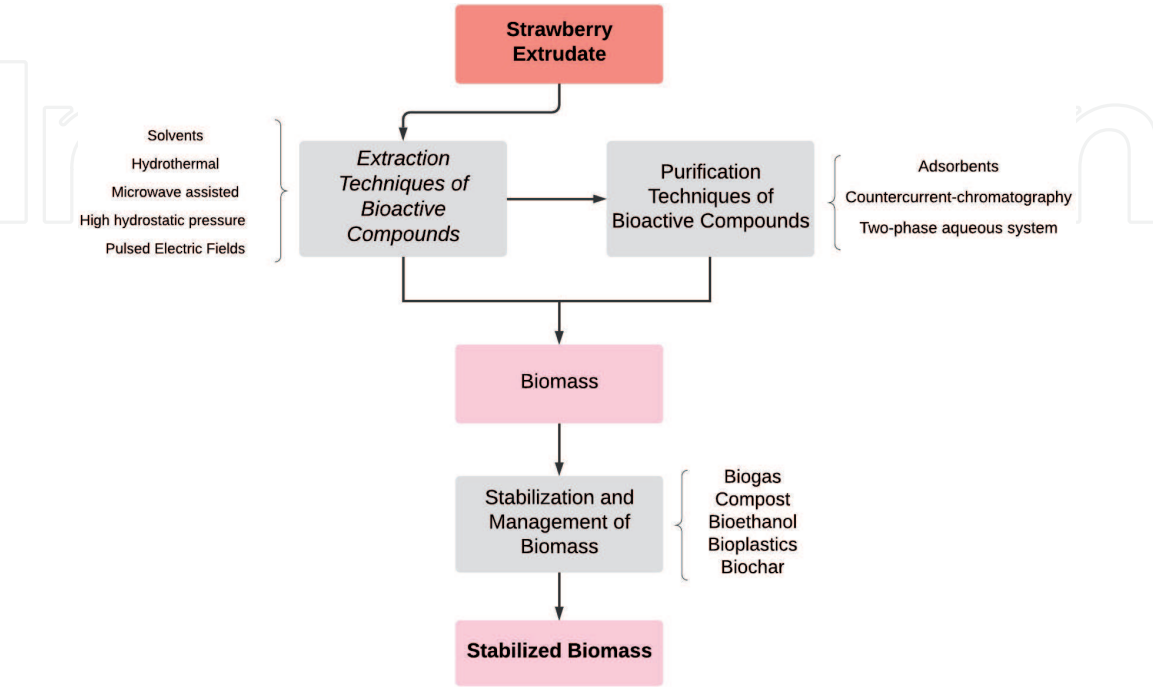 Strawberry
Extrudate
Solvents
Hydrothermal
Microwave assisted
High hydrostatic pressure
Pulsed Electric Fields
Extraction
Techniques of
Bioactive
Compounds
Purification
Techniques of
Bioactive Compounds
Adsorbents
Countercurrent-chromatography
Two-phase aqueous system
Biomass
Stabilization and
Management of
Biomass
Biogas
Compost
Bioethanol
Bioplastics
Biochar
Stabilized Biomass